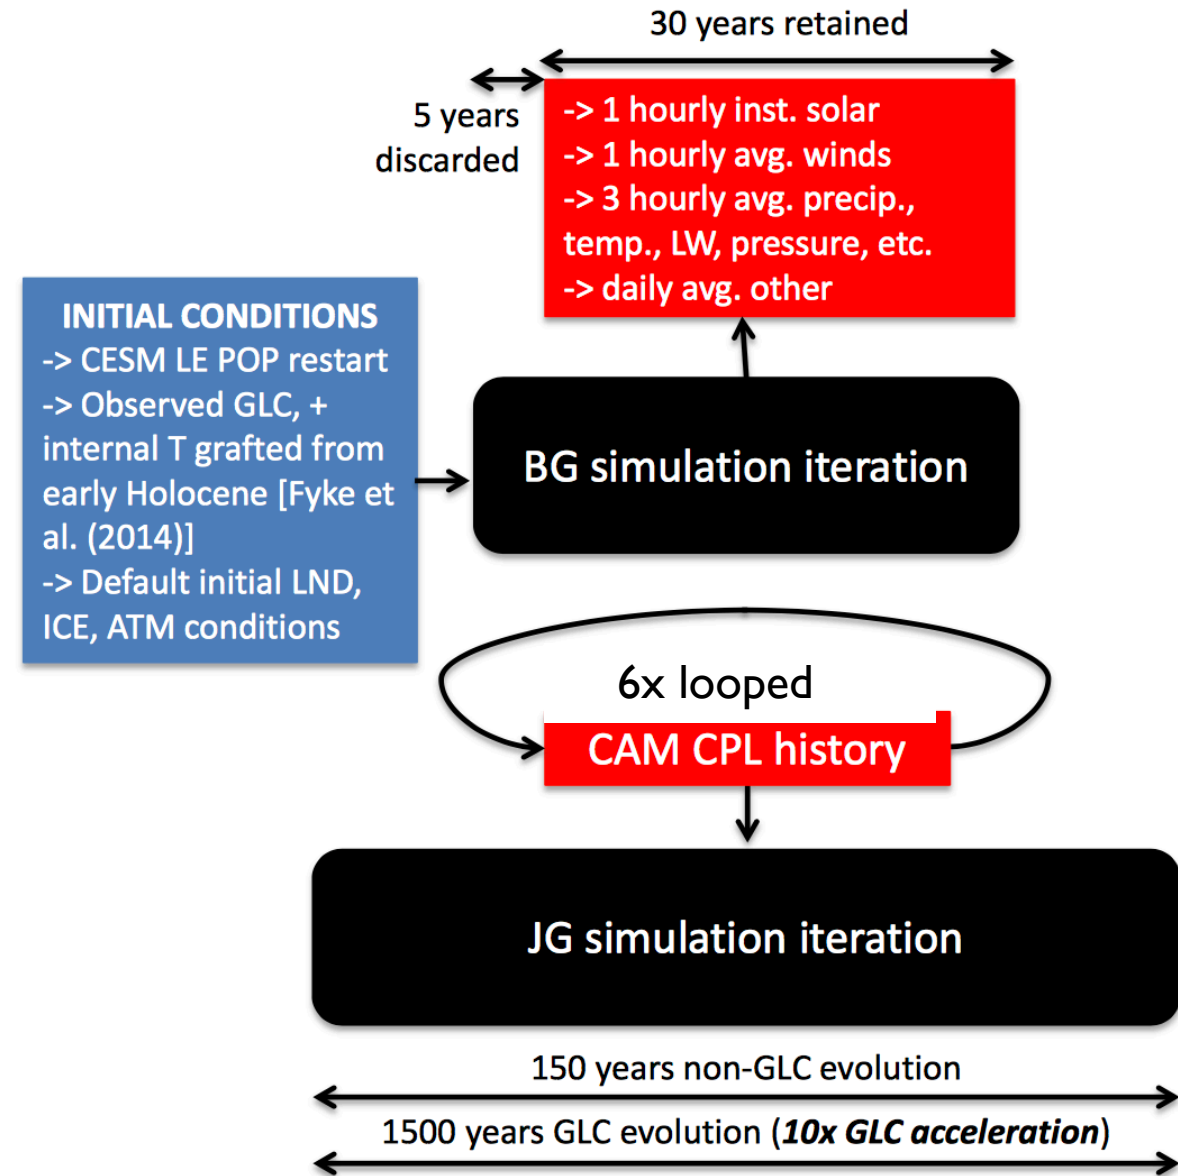 30 years retained
5 years
discarded
-> 1 hourly inst. solar
-> 1 hourly avg. winds
-> 3 hourly avg. precip.,
temp., LW, pressure, etc.
-> daily avg. other
INITIAL CONDITIONS
-> CESM LE POP restart
-> Observed GLC, +
internal T grafted from
early Holocene [Fyke et
al. (2014)]
-> Default initial LND,
ICE, ATM conditions
BG simulation iteration
6x looped
CAM CPL history
JG simulation iteration
150 years non-GLC evolution
1500 years GLC evolution (10x GLC acceleration)